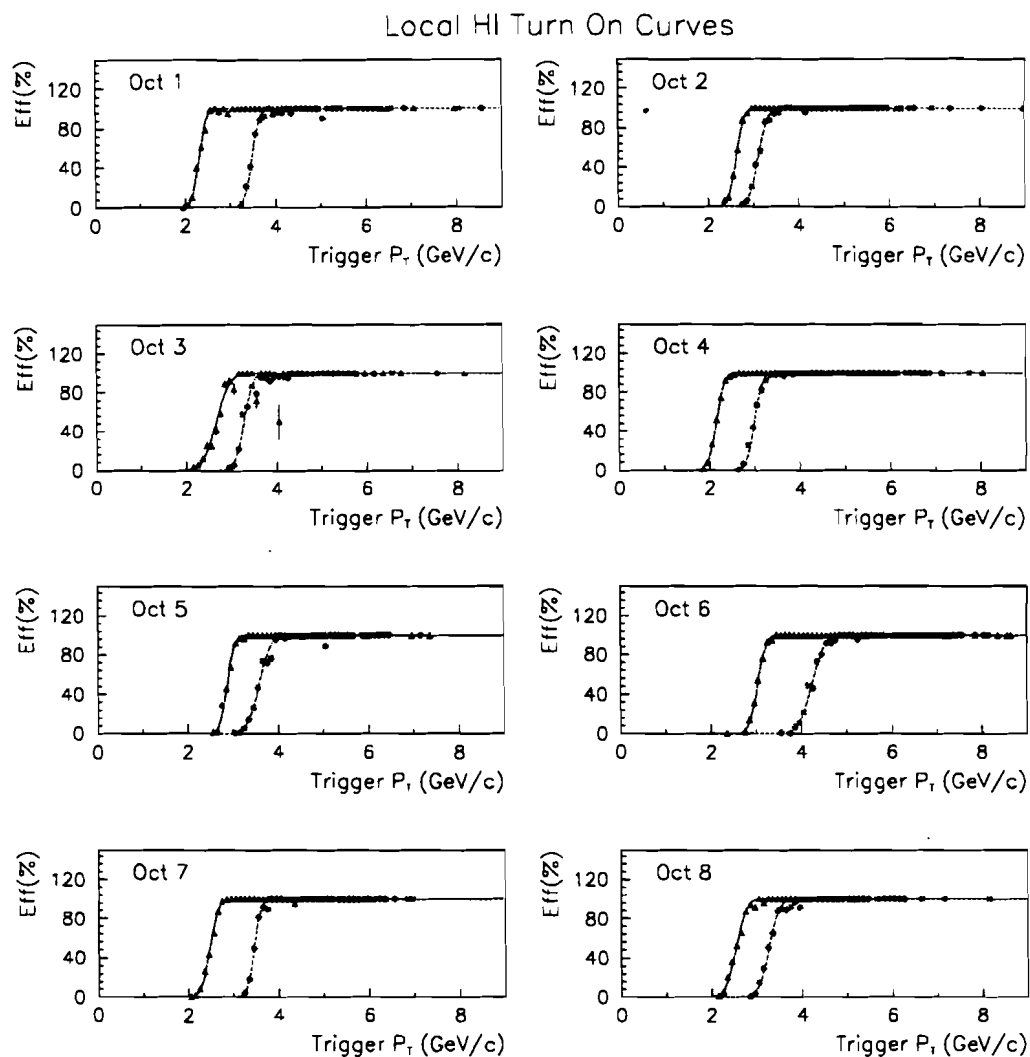 Local HI Turn On Curves
Eff(%)
120
80
40
0
Oct 1
0 2 4 6 8
Trigger P_T (GeV/c)
Eff(%)
120
80
40
0
Oct 2
0 2 4 6 8
Trigger P_T (GeV/c)
Eff(%)
120
80
40
0
Oct 3
0 2 4 6 8
Trigger P_T (GeV/c)
Eff(%)
120
80
40
0
Oct 4
0 2 4 6 8
Trigger P_T (GeV/c)
Eff(%)
120
80
40
0
Oct 5
0 2 4 6 8
Trigger P_T (GeV/c)
Eff(%)
120
80
40
0
Oct 6
0 2 4 6 8
Trigger P_T (GeV/c)
Eff(%)
120
80
40
0
Oct 7
0 2 4 6 8
Trigger P_T (GeV/c)
Eff(%)
120
80
40
0
Oct 8
0 2 4 6 8
Trigger P_T (GeV/c)